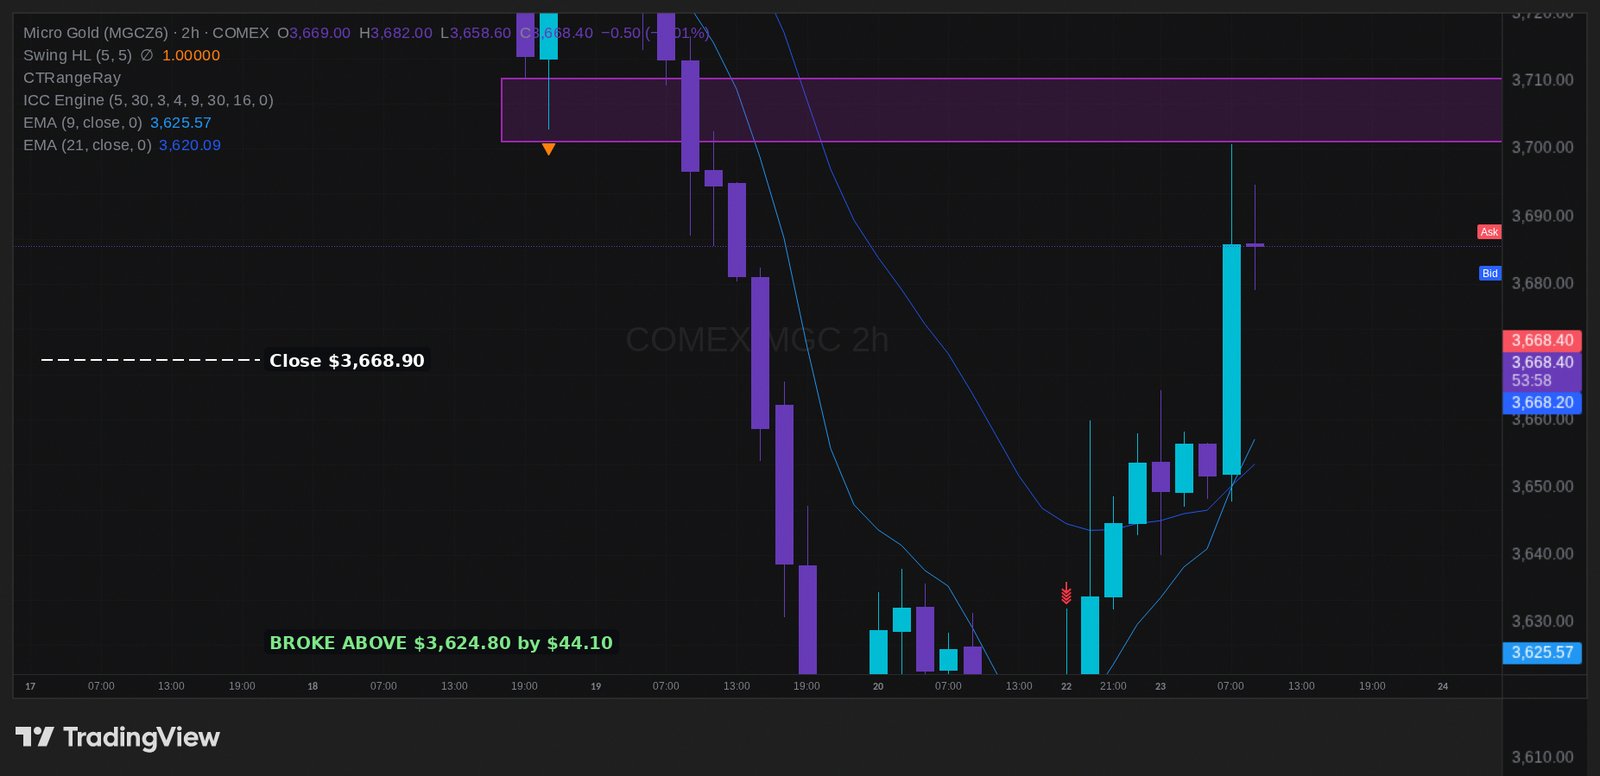 Micro Gold (MGCZ6) · 2h · COMEX O3,669.00 H3,682.00 L3,658.60 C3,668.40 −0.50 (−0.01%)
Swing HL (5, 5) ∅ 1.00000
CTRangeRay
ICC Engine (5, 30, 3, 4, 9, 30, 16, 0)
EMA (9, close, 0) 3,625.57
EMA (21, close, 0) 3,620.09
COMEX:MGC 2h
Close $3,668.90
BROKE ABOVE $3,624.80 by $44.10
3,720.00
3,710.00
3,700.00
3,690.00
Ask
Bid
3,680.00
3,668.40
3,668.40
53:58
3,668.20
3,660.00
3,650.00
3,640.00
3,630.00
3,625.57
3,610.00
17 07:00 13:00 19:00 18 07:00 13:00 19:00 19 07:00 13:00 19:00 20 07:00 13:00 22 21:00 23 07:00 13:00 19:00 24
TradingView